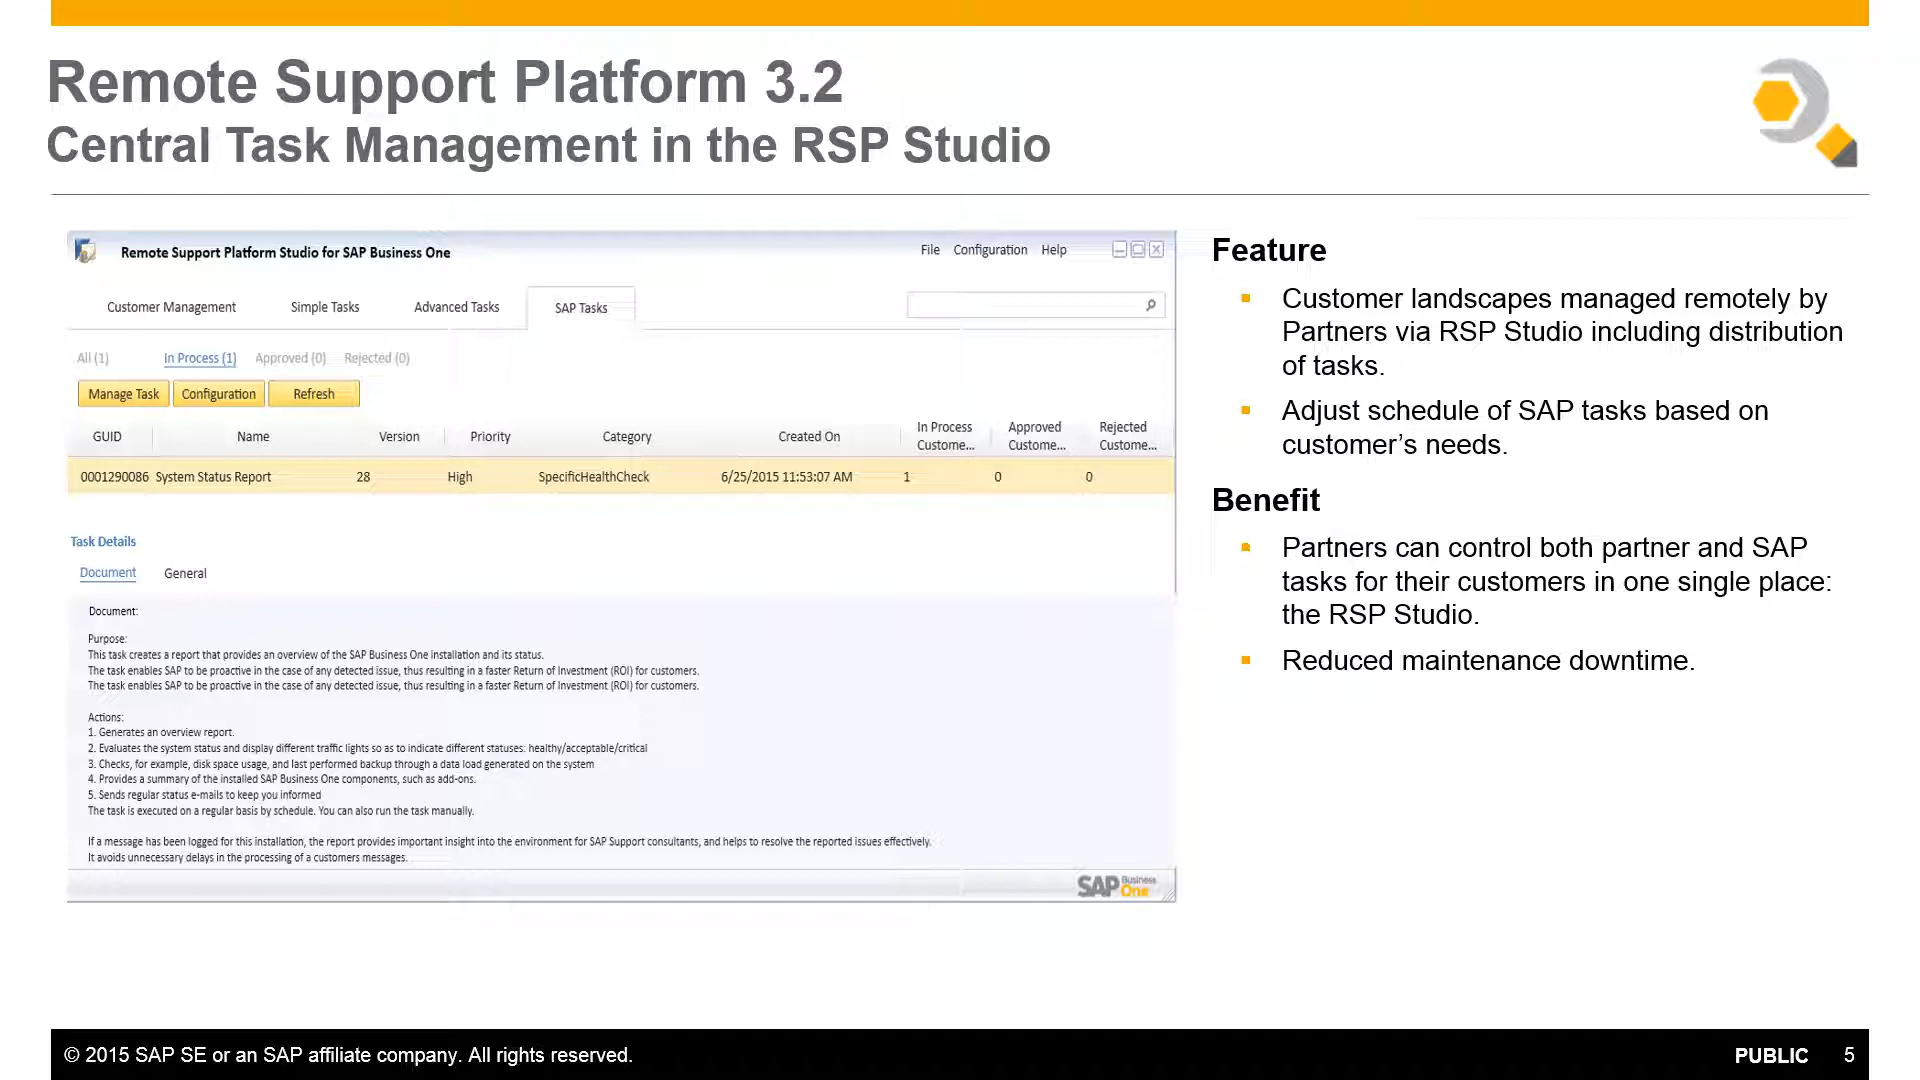 Remote Support Platform 3.2
Central Task Management in the RSP Studio
Remote Support Platform Studio for SAP Business One
File Configuration Help
Customer Management Simple Tasks Advanced Tasks SAP Tasks
All (1) In Process (1) Approved (0) Rejected (0)
Manage Task Configuration Refresh
GUID Name Version Priority Category Created On In Process Custome... Approved Custome... Rejected Custome...
0001290086 System Status Report 28 High SpecificHealthCheck 6/25/2015 11:53:07 AM 1 0 0
Task Details
Document General
Document:
Purpose:
This task creates a report that provides an overview of the SAP Business One installation and its status.
The task enables SAP to be proactive in the case of any detected issue, thus resulting in a faster Return of Investment (ROI) for customers.
The task enables SAP to be proactive in the case of any detected issue, thus resulting in a faster Return of Investment (ROI) for customers.
Actions:
1. Generates an overview report.
2. Evaluates the system status and display different traffic lights so as to indicate different statuses: healthy/acceptable/critical
3. Checks, for example, disk space usage, and last performed backup through a data load generated on the system
4. Provides a summary of the installed SAP Business One components, such as add-ons.
5. Sends regular status e-mails to keep you informed
The task is executed on a regular basis by schedule. You can also run the task manually.
If a message has been logged for this installation, the report provides important insight into the environment for SAP Support consultants, and helps to resolve the reported issues effectively.
It avoids unnecessary delays in the processing of a customers messages.
SAP Business One
Feature
Customer landscapes managed remotely by
Partners via RSP Studio including distribution
of tasks.
Adjust schedule of SAP tasks based on
customer’s needs.
Benefit
Partners can control both partner and SAP
tasks for their customers in one single place:
the RSP Studio.
Reduced maintenance downtime.
© 2015 SAP SE or an SAP affiliate company. All rights reserved.
PUBLIC 5